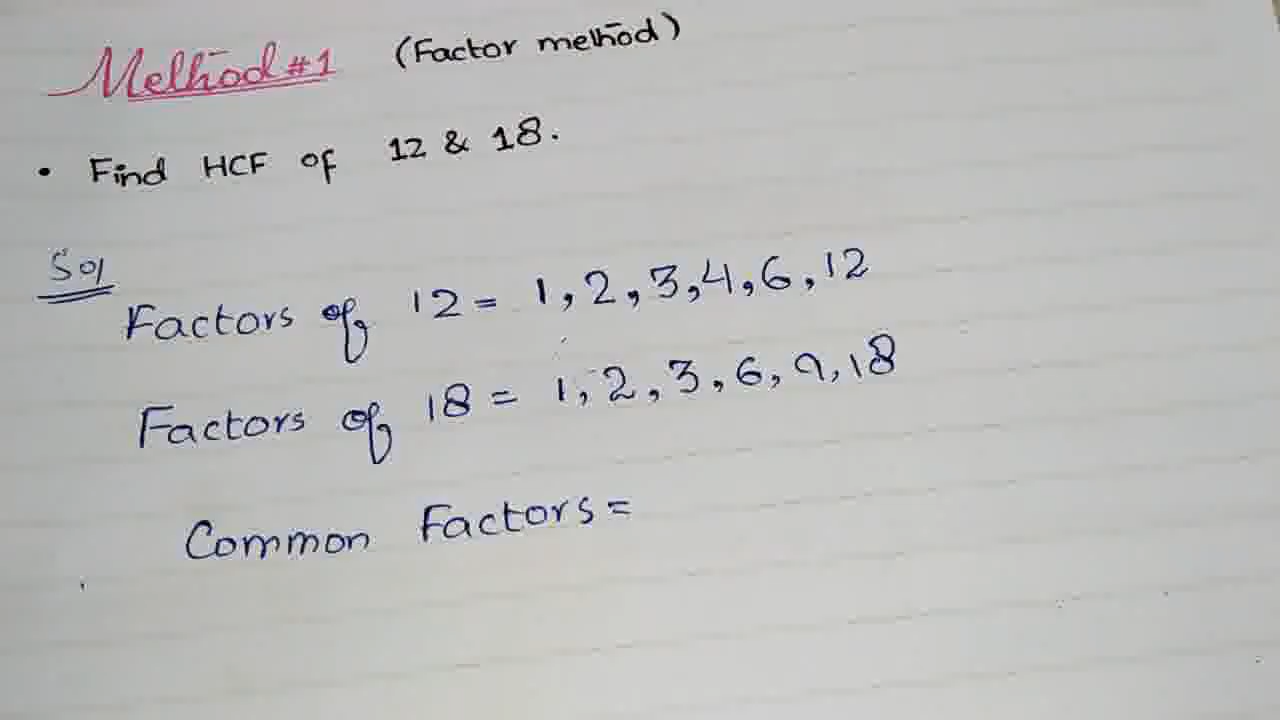 Method #1 (Factor method)
• Find HCF of 12 & 18.
Sol
Factors of 12 = 1, 2, 3, 4, 6, 12
Factors of 18 = 1, 2, 3, 6, 9, 18
Common Factors =